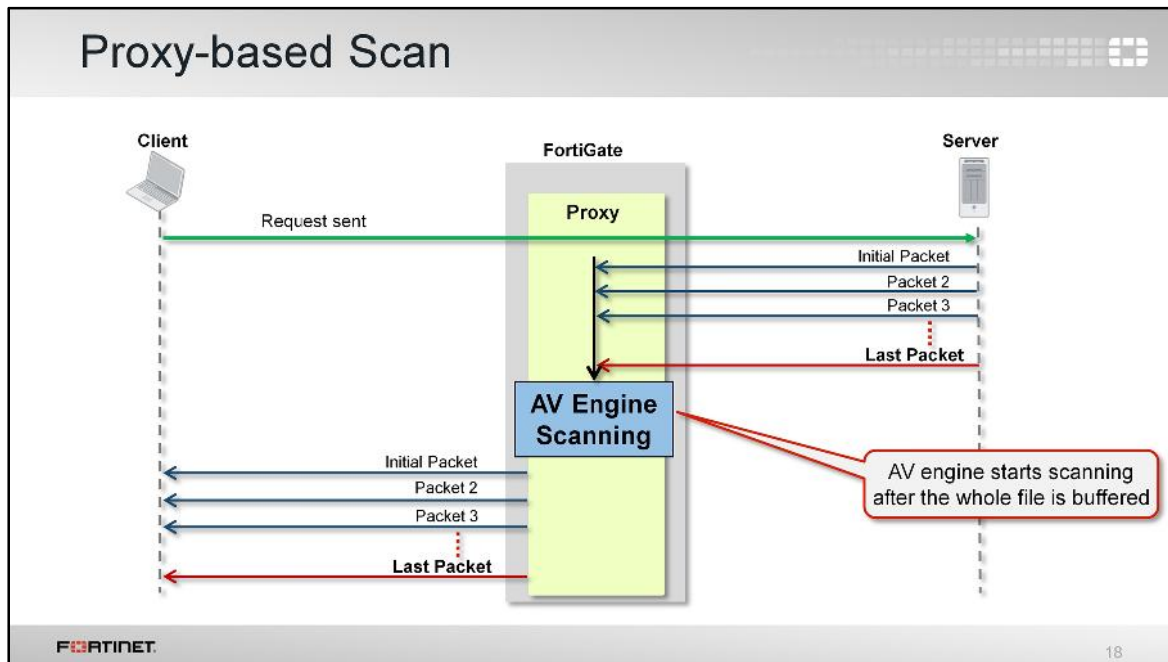 Proxy-based Scan
Client
FortiGate
Server
Proxy
Request sent
Initial Packet
Packet 2
Packet 3
Last Packet
AV Engine
Scanning
AV engine starts scanning
after the whole file is buffered
Initial Packet
Packet 2
Packet 3
Last Packet
FORTINET.
18